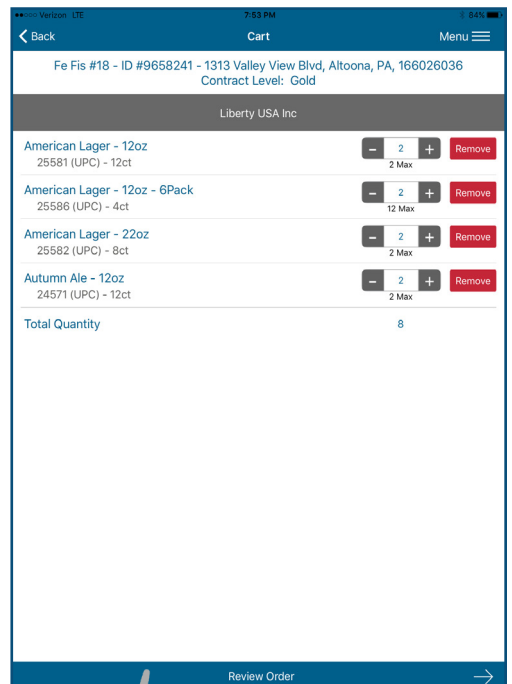 Verizon LTE 7:53 PM 84%
Back Cart Menu
Fe Fis #18 - ID #9658241 - 1313 Valley View Blvd, Altoona, PA, 166026036
Contract Level: Gold
Liberty USA Inc
American Lager - 12oz
25581 (UPC) - 12ct
- 2 + Remove
2 Max
American Lager - 12oz - 6Pack
25586 (UPC) - 4ct
- 2 + Remove
12 Max
American Lager - 22oz
25582 (UPC) - 8ct
- 2 + Remove
2 Max
Autumn Ale - 12oz
24571 (UPC) - 12ct
- 2 + Remove
2 Max
Total Quantity 8
Review Order